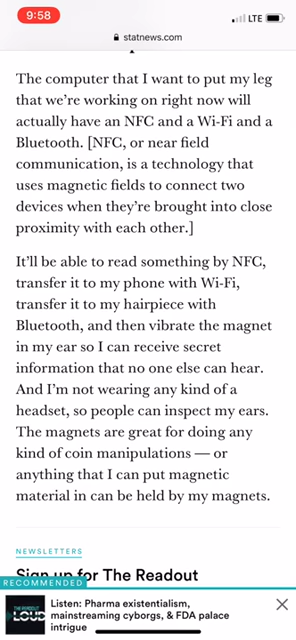 9:58
LTE
statnews.com
The computer that I want to put my leg
that we're working on right now will
actually have an NFC and a Wi-Fi and a
Bluetooth. [NFC, or near field
communication, is a technology that
uses magnetic fields to connect two
devices when they're brought into close
proximity with each other.]
It'll be able to read something by NFC,
transfer it to my phone with Wi-Fi,
transfer it to my hairpiece with
Bluetooth, and then vibrate the magnet
in my ear so I can receive secret
information that no one else can hear.
And I'm not wearing any kind of a
headset, so people can inspect my ears.
The magnets are great for doing any
kind of coin manipulations — or
anything that I can put magnetic
material in can be held by my magnets.
NEWSLETTERS
Sign up for The Readout
RECOMMENDED
THE READOUT
LOUD
Listen: Pharma existentialism,
mainstreaming cyborgs, & FDA palace
intrigue